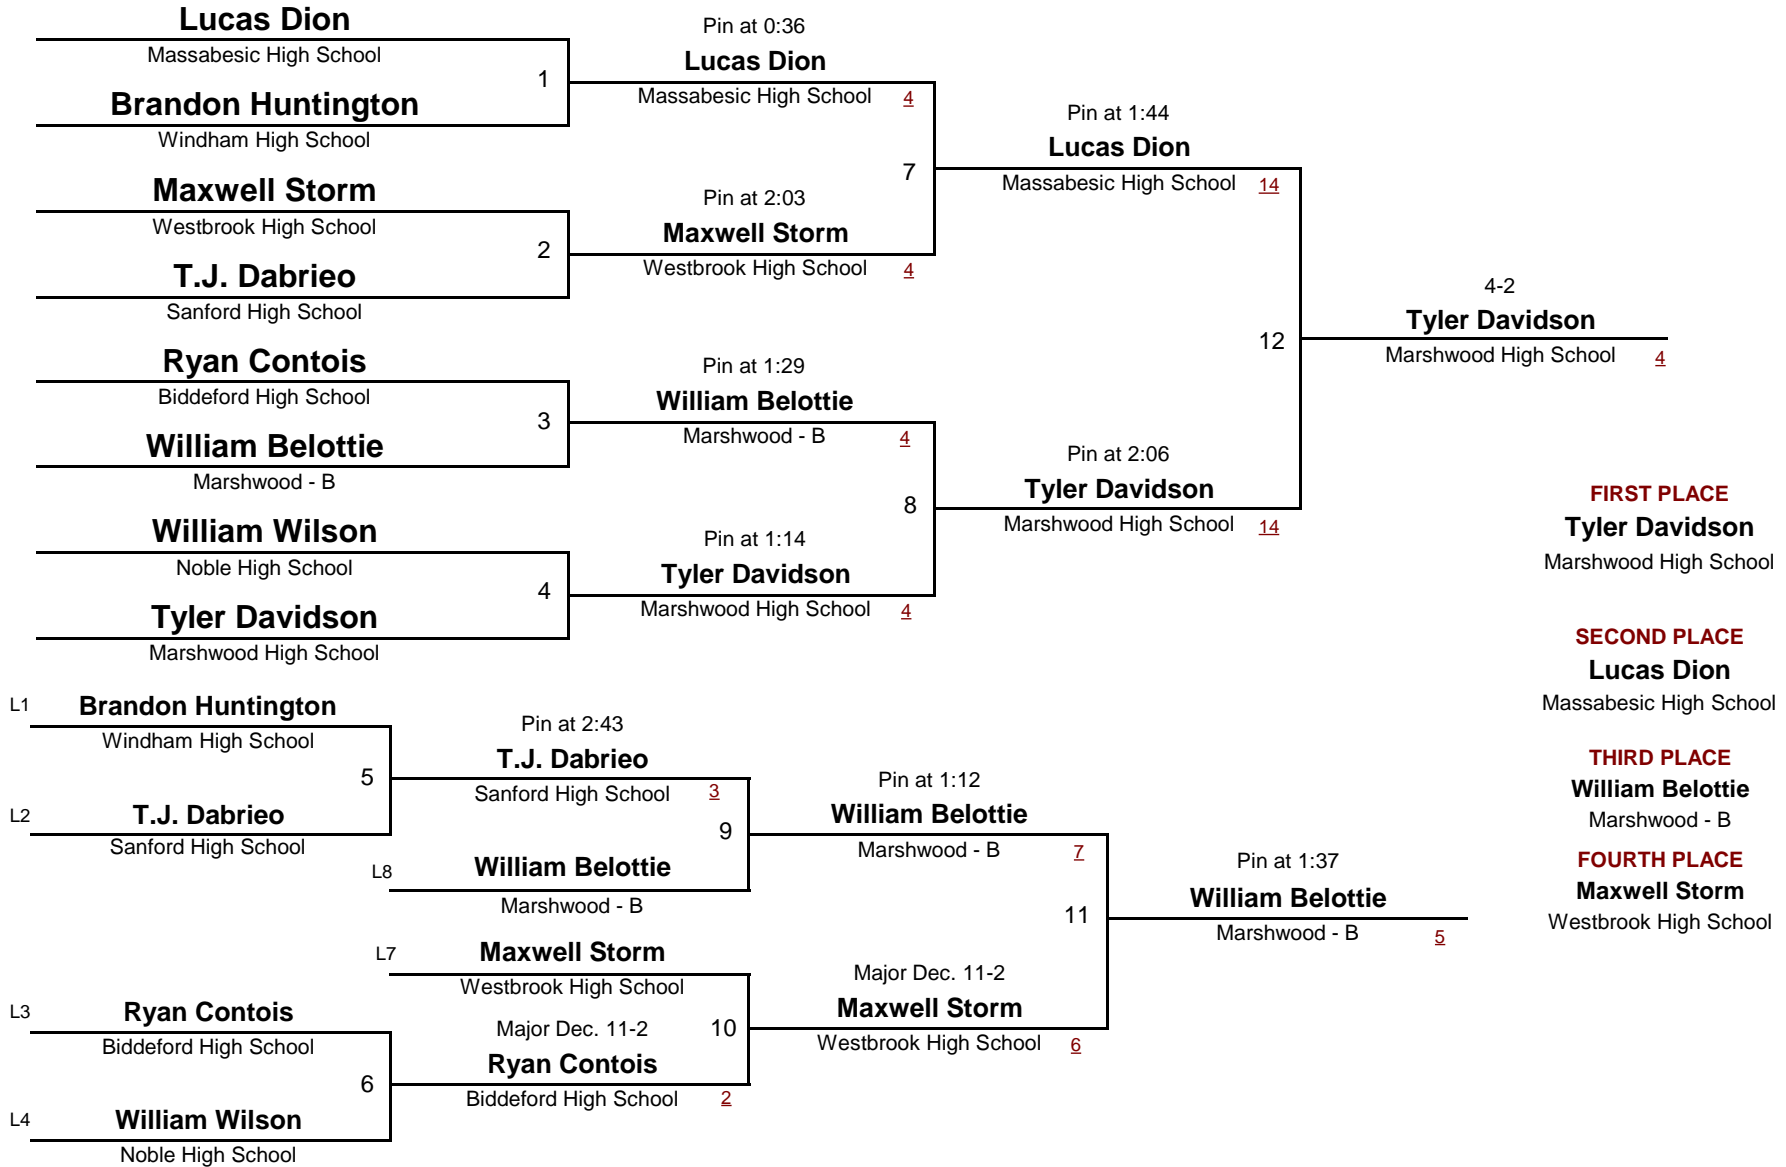 Lucas Dion
Massabesic High School
1
Brandon Huntington
Windham High School
Maxwell Storm
Westbrook High School
2
T.J. Dabrieo
Sanford High School
Ryan Contois
Biddeford High School
3
William Belottie
Marshwood - B
William Wilson
Noble High School
4
Tyler Davidson
Marshwood High School
Pin at 0:36
Lucas Dion
Massabesic High School 4
7
Pin at 2:03
Maxwell Storm
Westbrook High School 4
Pin at 1:29
William Belottie
Marshwood - B 4
8
Pin at 1:14
Tyler Davidson
Marshwood High School 4
Pin at 1:44
Lucas Dion
Massabesic High School 14
12
Pin at 2:06
Tyler Davidson
Marshwood High School 14
4-2
Tyler Davidson
Marshwood High School 4
L1 Brandon Huntington
Windham High School
5
L2 T.J. Dabrieo
Sanford High School
L3 Ryan Contois
Biddeford High School
6
L4 William Wilson
Noble High School
Pin at 2:43
T.J. Dabrieo
Sanford High School 3
9
L8 William Belottie
Marshwood - B
L7 Maxwell Storm
Westbrook High School
Major Dec. 11-2 10
Ryan Contois
Biddeford High School 2
Pin at 1:12
William Belottie
Marshwood - B 7
11
Major Dec. 11-2
Maxwell Storm
Westbrook High School 6
Pin at 1:37
William Belottie
Marshwood - B 5
FIRST PLACE
Tyler Davidson
Marshwood High School
SECOND PLACE
Lucas Dion
Massabesic High School
THIRD PLACE
William Belottie
Marshwood - B
FOURTH PLACE
Maxwell Storm
Westbrook High School